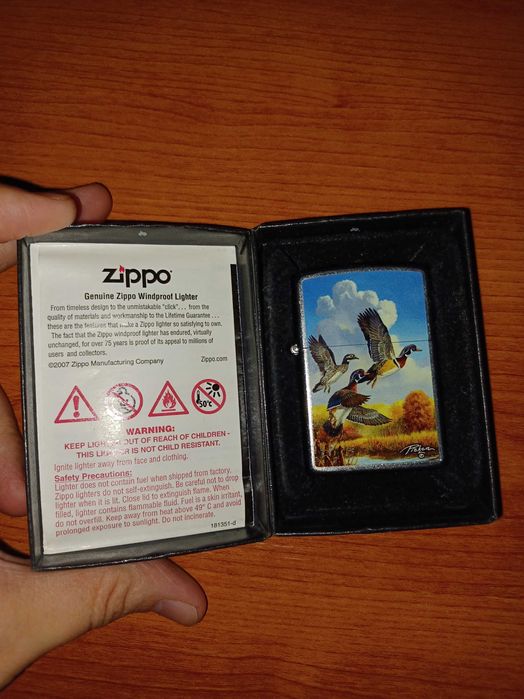 zippo
Genuine Zippo Windproof Lighter
From timeless design to the unmistakable "click"... from the
quality of materials and workmanship to the Lifetime Guarantee...
these are the features that make a Zippo lighter so satisfying to own.
The fact that the Zippo windproof lighter has endured, virtually
unchanged, for over 75 years is proof of its appeal to millions of
users and collectors.
©2007 Zippo Manufacturing Company Zippo.com
50°C
WARNING:
KEEP LIGHTER OUT OF REACH OF CHILDREN -
THIS LIGHTER IS NOT CHILD RESISTANT.
Ignite lighter away from face and clothing.
Safety Precautions:
Lighter does not contain fuel when shipped from factory.
Zippo lighters do not self-extinguish. Be careful not to drop
lighter when it is lit. Close lid to extinguish flame. When
filled, lighter contains flammable fluid. Fuel is a skin irritant,
do not overfill. Keep away from heat above 49° C and avoid
prolonged exposure to sunlight. Do not incinerate.
181351-d
©